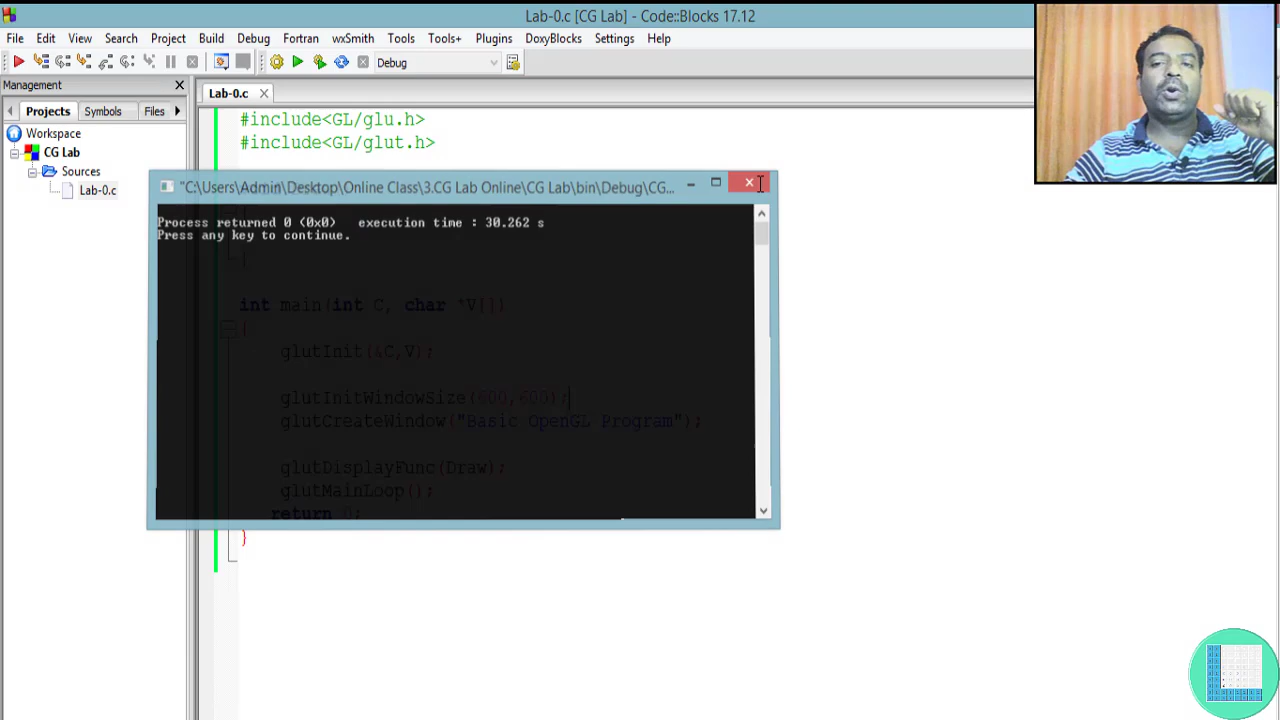 Lab-0.c [CG Lab] - Code::Blocks 17.12
File Edit View Search Project Build Debug Fortran wxSmith Tools Tools+ Plugins DoxyBlocks Settings Help
Debug
Management
Lab-0.c
Projects Symbols Files
Workspace
CG Lab
Sources
Lab-0.c
#include<GL/glu.h>
#include<GL/glut.h>
"C:\Users\Admin\Desktop\Online Class\3.CG Lab Online\CG Lab\bin\Debug\CG...
Process returned 0 (0x0) execution time : 30.262 s
Press any key to continue.
int main(int C, char *V[])
{
glutInit(&C,V);
glutInitWindowSize(600,600);
glutCreateWindow("Basic OpenGL Program");
glutDisplayFunc(Draw);
glutMainLoop();
return 0;
}